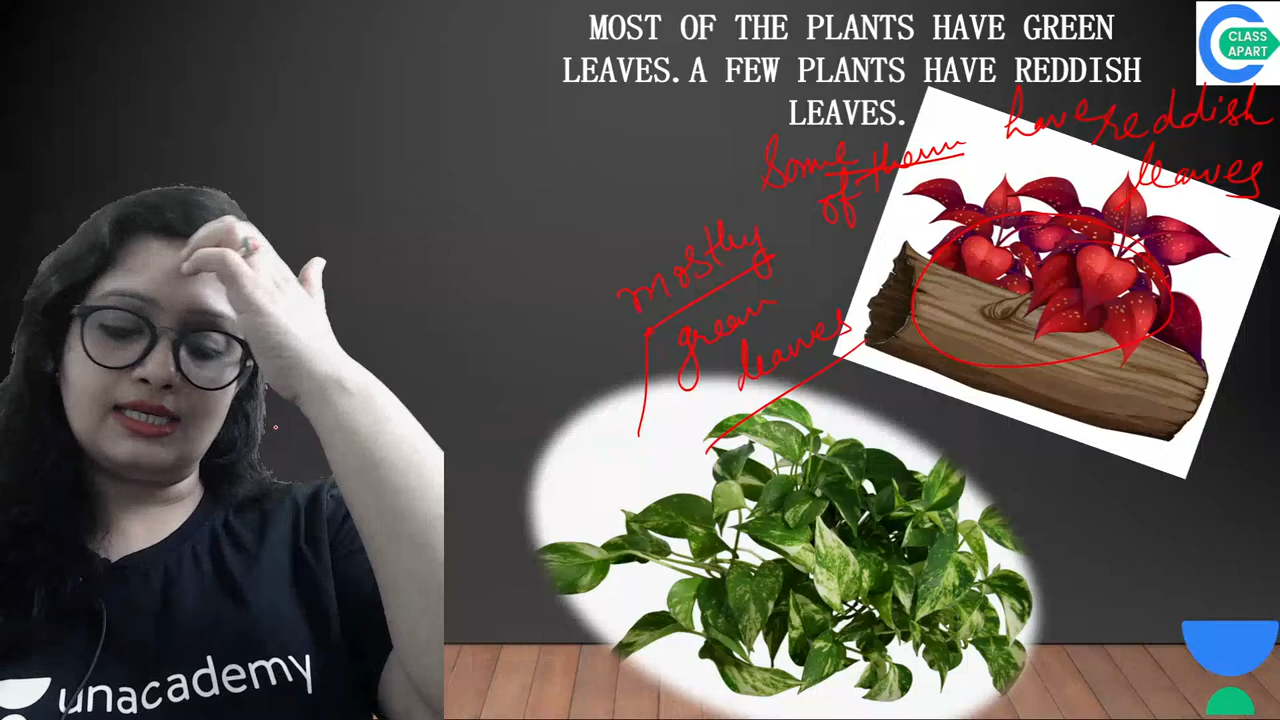 MOST OF THE PLANTS HAVE GREEN
LEAVES.A FEW PLANTS HAVE REDDISH
LEAVES.
CLASS
APART
have reddish
leaves
Some
of them
mostly
green
leaves
unacademy